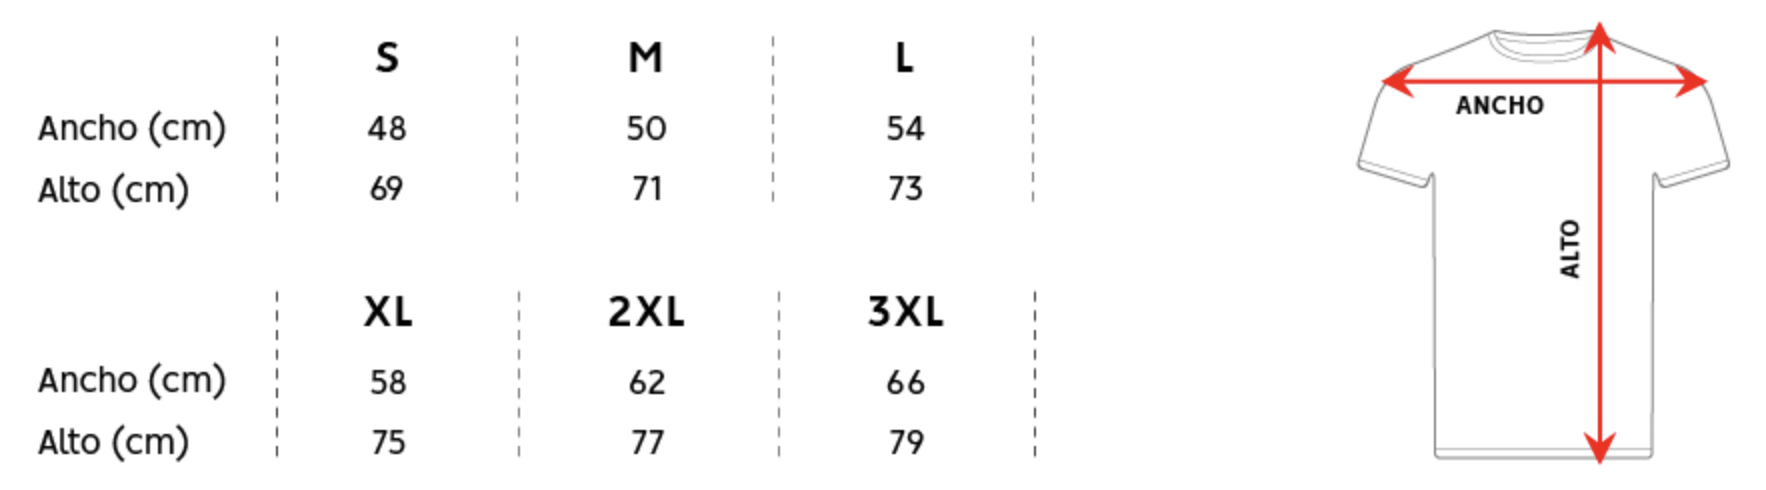 S M L
Ancho (cm) 48 50 54
Alto (cm) 69 71 73
XL 2XL 3XL
Ancho (cm) 58 62 66
Alto (cm) 75 77 79
ANCHO
ALTO